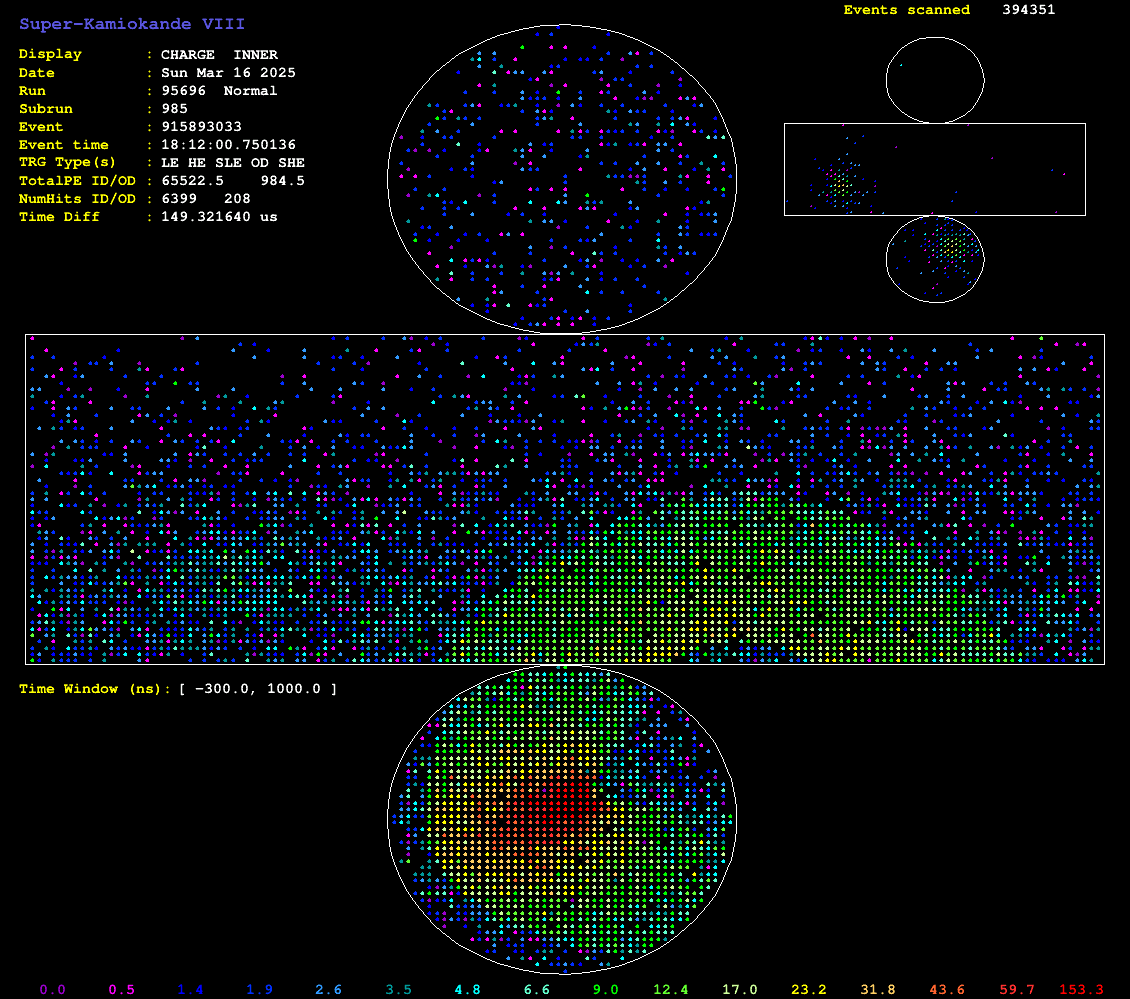 Super-Kamiokande VIII
Events scanned 394351
Display : CHARGE INNER
Date : Sun Mar 16 2025
Run : 95696 Normal
Subrun : 985
Event : 915893033
Event time : 18:12:00.750136
TRG Type(s) : LE HE SLE OD SHE
TotalPE ID/OD : 65522.5 984.5
NumHits ID/OD : 6399 208
Time Diff : 149.321640 us
Time Window (ns): [ -300.0, 1000.0 ]
0.0 0.5 1.4 1.9 2.6 3.5 4.8 6.6 9.0 12.4 17.0 23.2 31.8 43.6 59.7 153.3